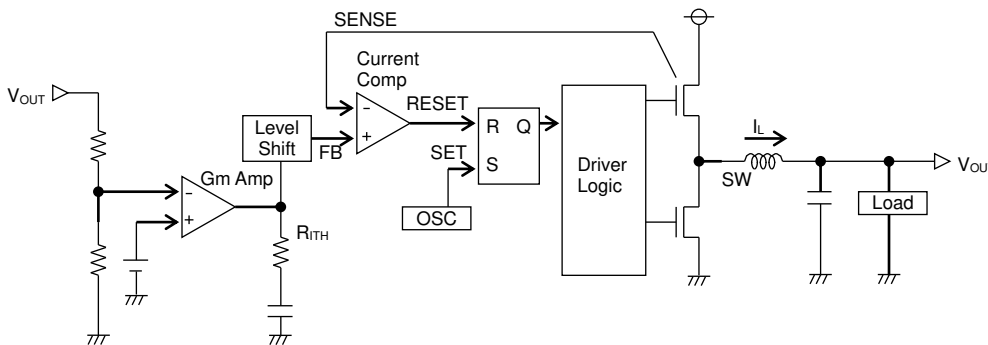 SENSE
Current
Comp
VOUT
RESET
Level
Shift
FB
R Q
S
SET
IL
Driver
Logic
SW
VOU
Gm Amp
Load
OSC
RITH
-
+
-
+